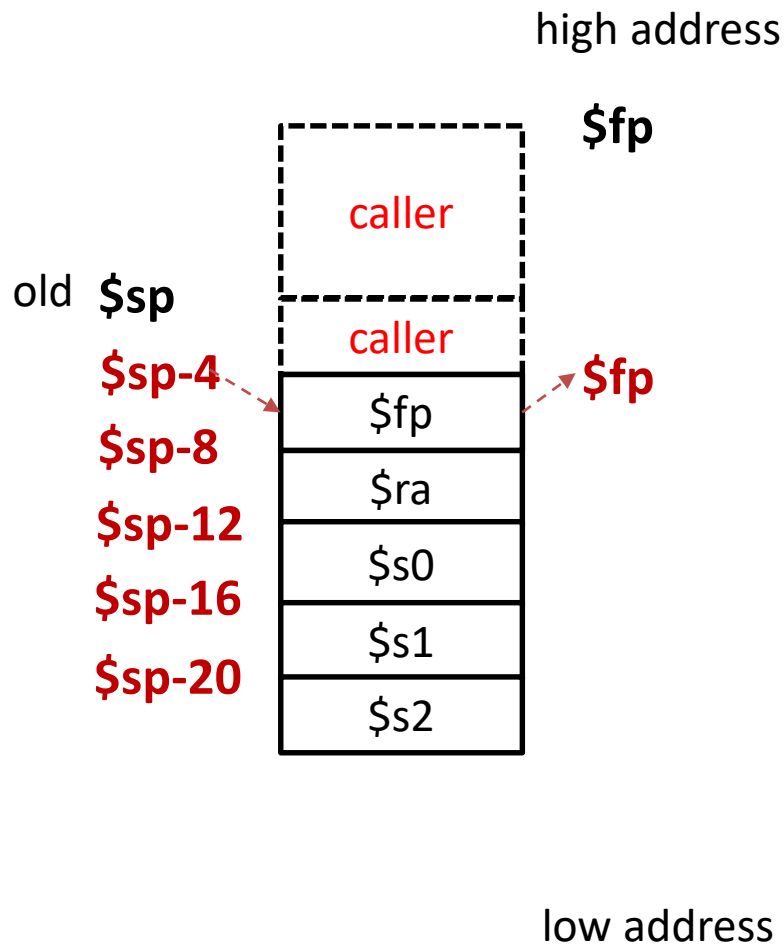 high address
$fp
caller
old $sp
caller
$sp-4
$fp
$fp
$sp-8
$ra
$sp-12
$s0
$sp-16
$s1
$sp-20
$s2
low address